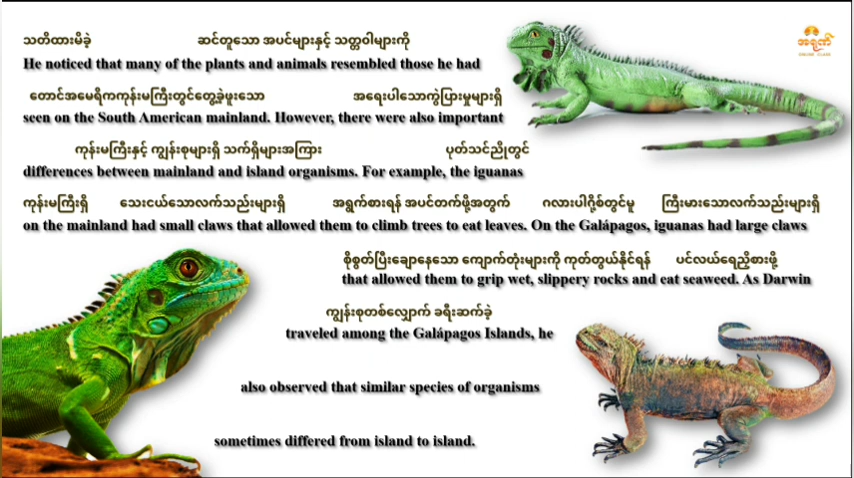 သတိထားမိခဲ့ ဆင်တူသော အပင်များနှင့် သတ္တဝါများကို
He noticed that many of the plants and animals resembled those he had
တောင်အမေရိကကုန်းမကြီးတွင်တွေ့ခဲ့ဖူးသော အရေးပါသောကွဲပြားမှုများရှိ
seen on the South American mainland. However, there were also important
ကုန်းမကြီးနှင့် ကျွန်းစုများရှိ သက်ရှိများအကြား ပုတ်သင်ညိုတွင်
differences between mainland and island organisms. For example, the iguanas
ကုန်းမကြီးရှိ သေးငယ်သောလက်သည်းများရှိ အရွက်စားရန် အပင်တက်ဖို့အတွက် ဂလားပါဂို့စ်တွင်မူ ကြီးမားသောလက်သည်းများရှိ
on the mainland had small claws that allowed them to climb trees to eat leaves. On the Galápagos, iguanas had large claws
စိုစွတ်ပြီးချောနေသော ကျောက်တုံးများကို ကုတ်တွယ်နိုင်ရန် ပင်လယ်ရေညှိစားဖို့
that allowed them to grip wet, slippery rocks and eat seaweed. As Darwin
ကျွန်းစုတစ်လျှောက် ခရီးဆက်ခဲ့
traveled among the Galápagos Islands, he
also observed that similar species of organisms
sometimes differed from island to island.
အရုဏ်